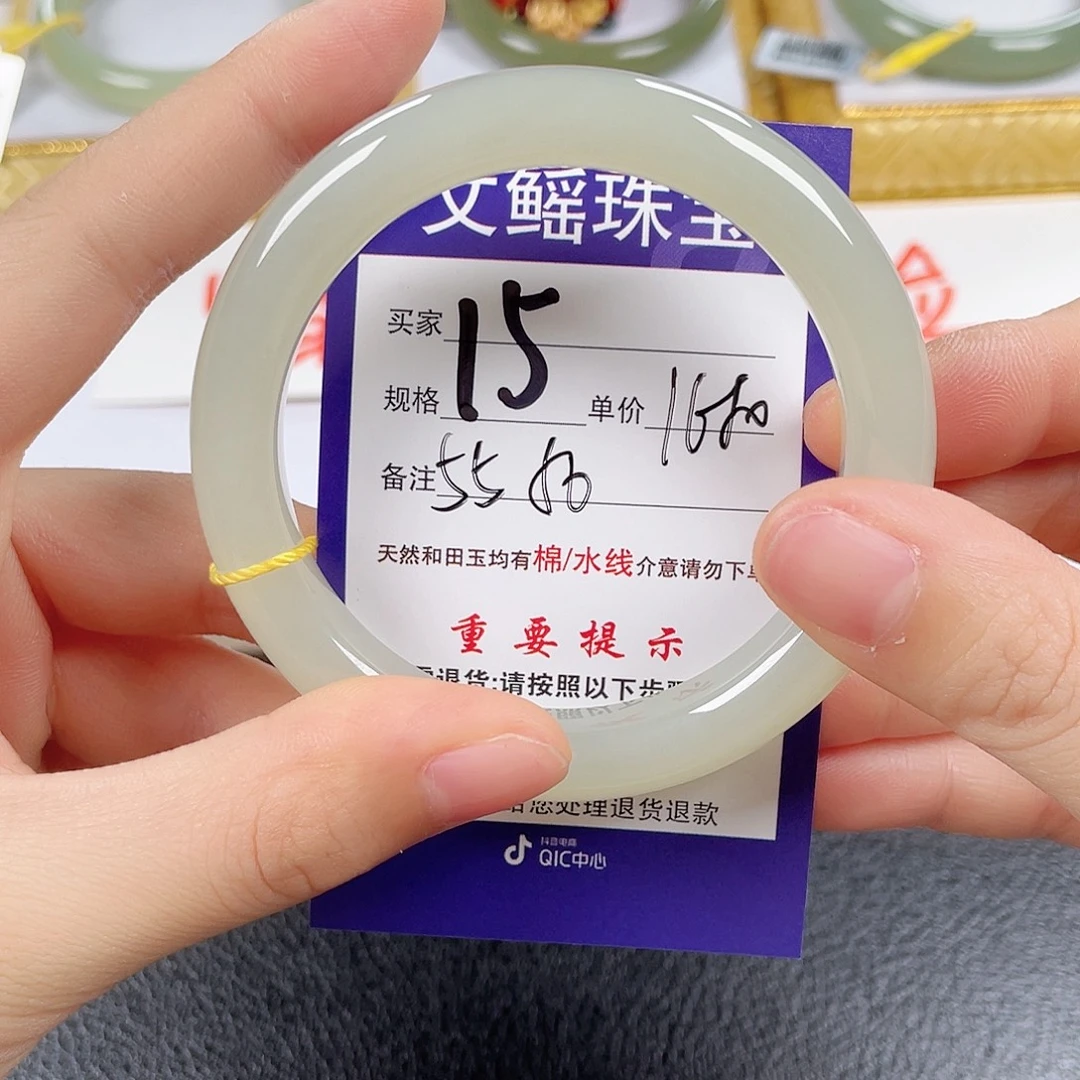 文鳐珠宝
买家
15
规格
单价
备注 55
天然和田玉均有棉/水线介意请勿下单
重要提示
退货:请按照以下步骤
给您处理退货退款
抖音电商
QIC中心